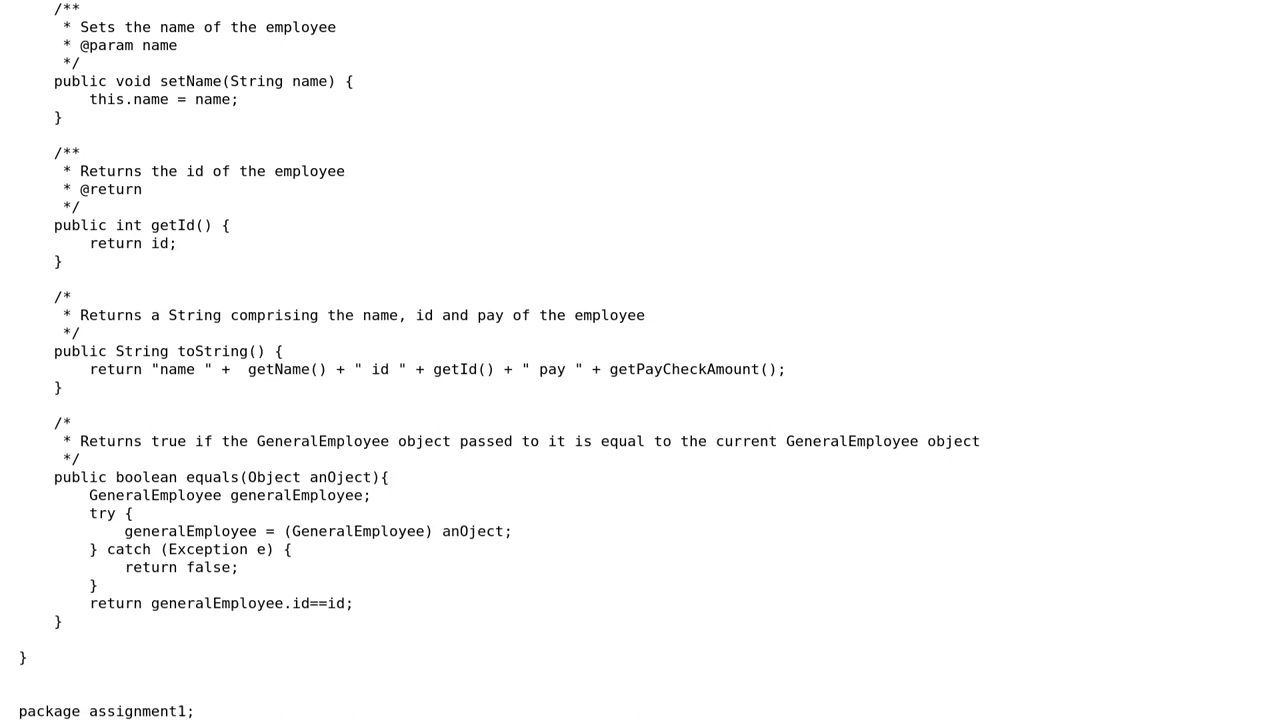 /**
 * Sets the name of the employee
 * @param name
 */
public void setName(String name) {
    this.name = name;
}
/**
 * Returns the id of the employee
 * @return
 */
public int getId() {
    return id;
}
/*
 * Returns a String comprising the name, id and pay of the employee
 */
public String toString() {
    return "name " +  getName() + " id " + getId() + " pay " + getPayCheckAmount();
}
/*
 * Returns true if the GeneralEmployee object passed to it is equal to the current GeneralEmployee object
 */
public boolean equals(Object anOject){
    GeneralEmployee generalEmployee;
    try {
        generalEmployee = (GeneralEmployee) anOject;
    } catch (Exception e) {
        return false;
    }
    return generalEmployee.id==id;
}
}
package assignment1;